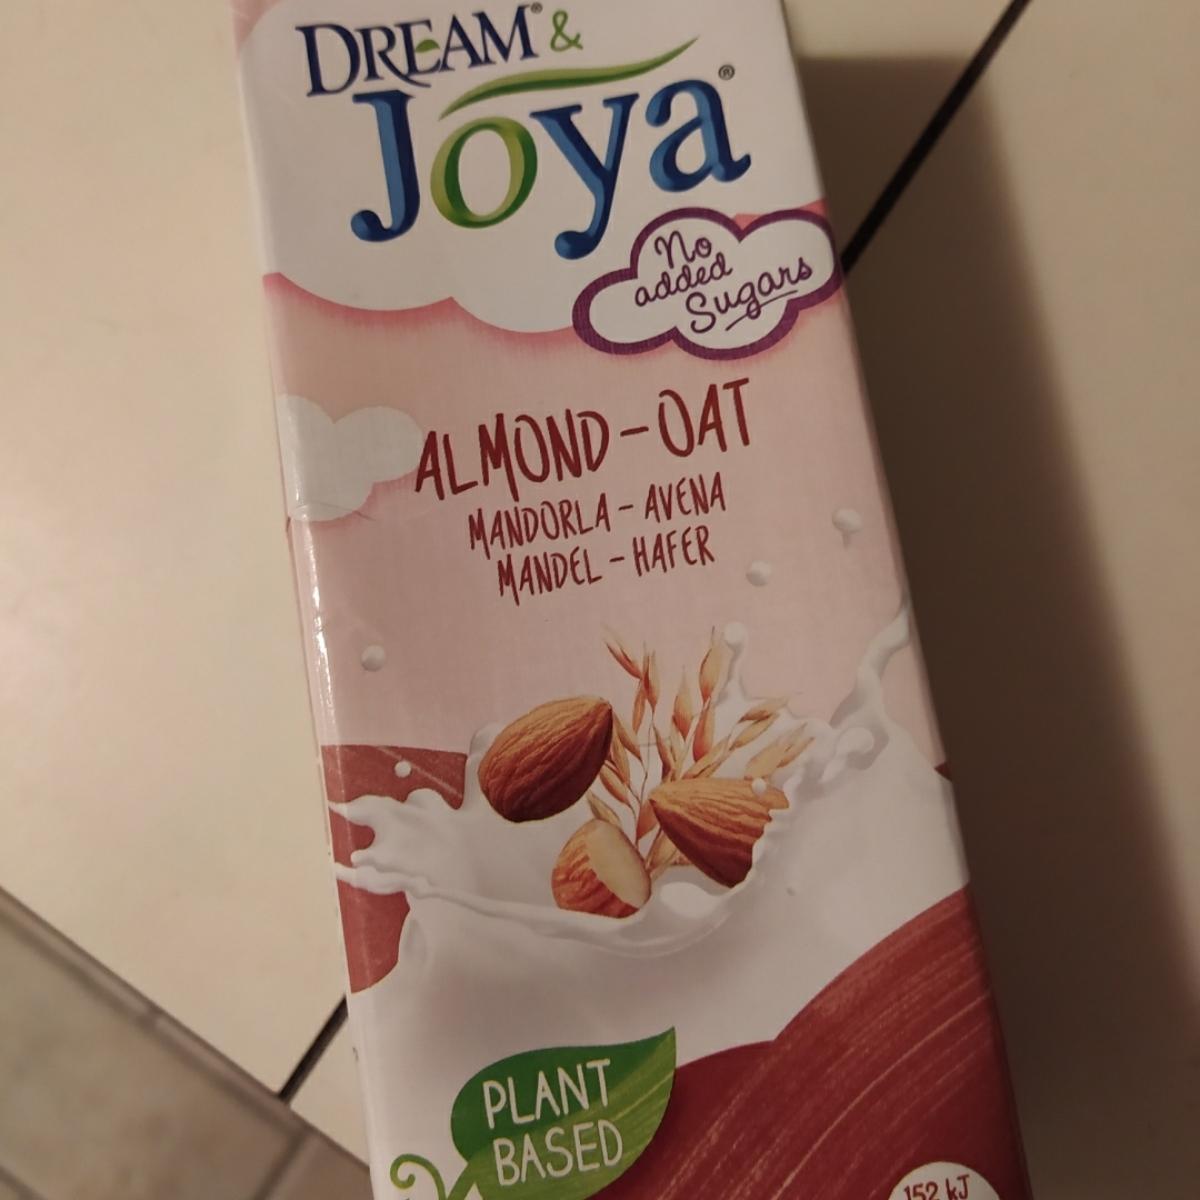 DREAM® &
Joya®
No
added
Sugars
ALMOND - OAT
MANDORLA - AVENA
MANDEL - HAFER
PLANT
BASED
152 kJ